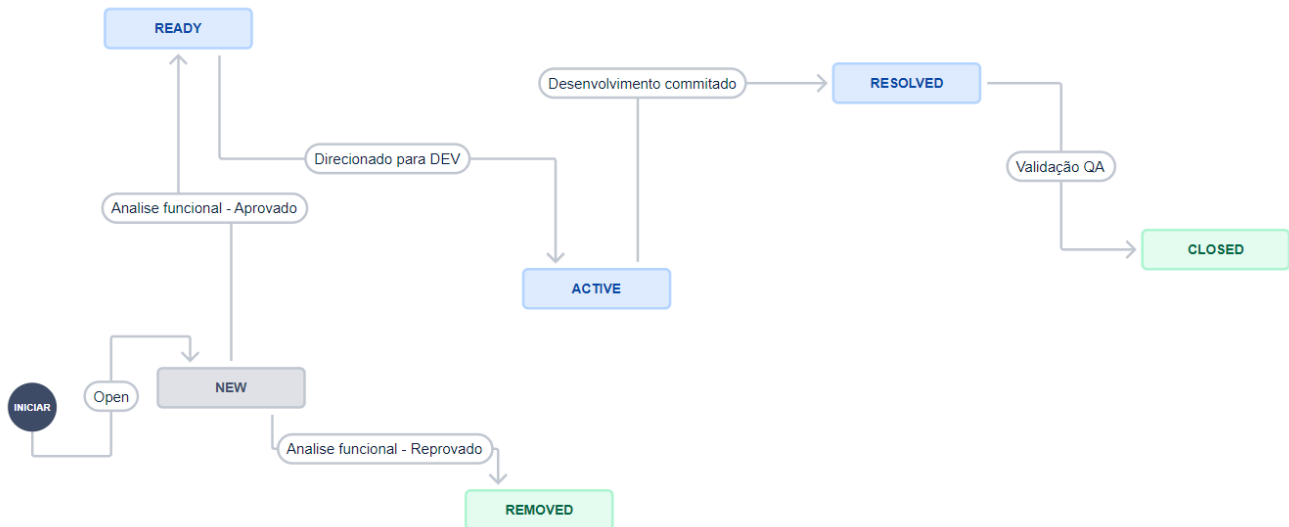 READY
Desenvolvimento commitado
RESOLVED
Direcionado para DEV
Validação QA
Analise funcional - Aprovado
CLOSED
ACTIVE
NEW
Open
INICIAR
Analise funcional - Reprovado
REMOVED